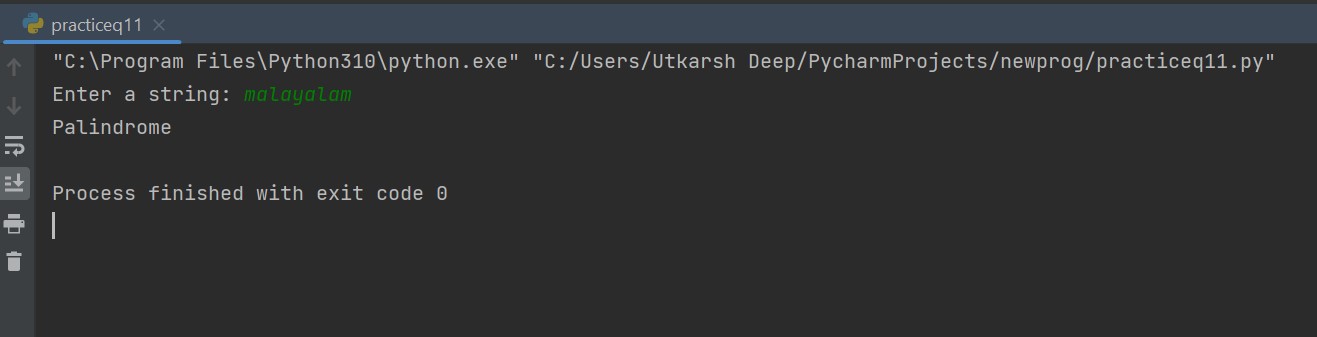 practiceq11
"C:\Program Files\Python310\python.exe" "C:/Users/Utkarsh Deep/PycharmProjects/newprog/practiceq11.py"
Enter a string: malayalam
Palindrome
Process finished with exit code 0